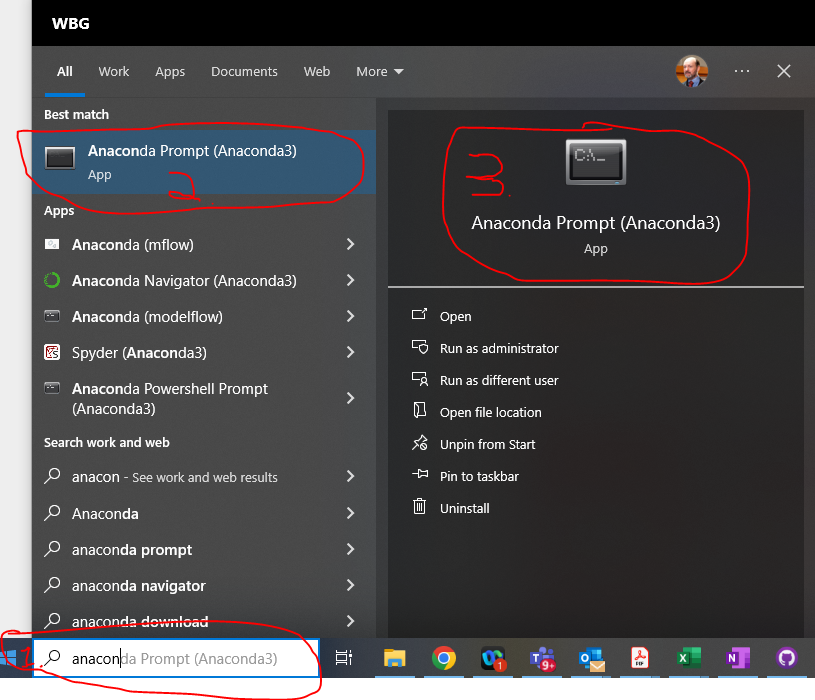 WBG
All Work Apps Documents Web More ...
Best match
Anaconda Prompt (Anaconda3)
App
2
Apps
Anaconda (mflow)
Anaconda Navigator (Anaconda3)
Anaconda (modelflow)
Spyder (Anaconda3)
Anaconda Powershell Prompt
(Anaconda3)
Search work and web
anacon - See work and web results
Anaconda
anaconda prompt
anaconda navigator
anaconda download
1. anaconda Prompt (Anaconda3)
3.
C:\_
Anaconda Prompt (Anaconda3)
App
Open
Run as administrator
Run as different user
Open file location
Unpin from Start
Pin to taskbar
Uninstall
1
9+
PDF